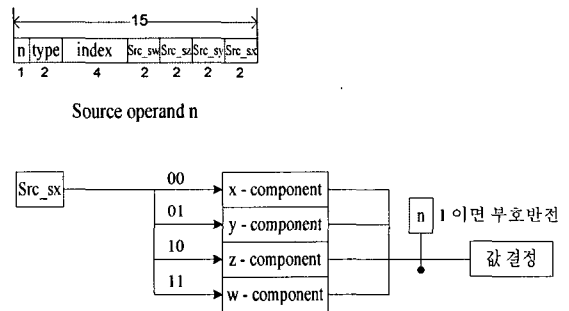 15
n type index Src_sw Src_sz Src_sy Src_sx
1 2 4 2 2 2 2
Source operand n
Src_sx
00
x - component
01
y - component
10
z - component
11
w - component
n
1 이면 부호반전
값 결정